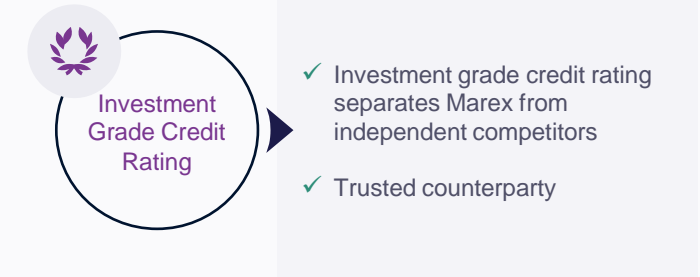 Investment
Grade Credit
Rating
✓ Investment grade credit rating
separates Marex from
independent competitors
✓ Trusted counterparty